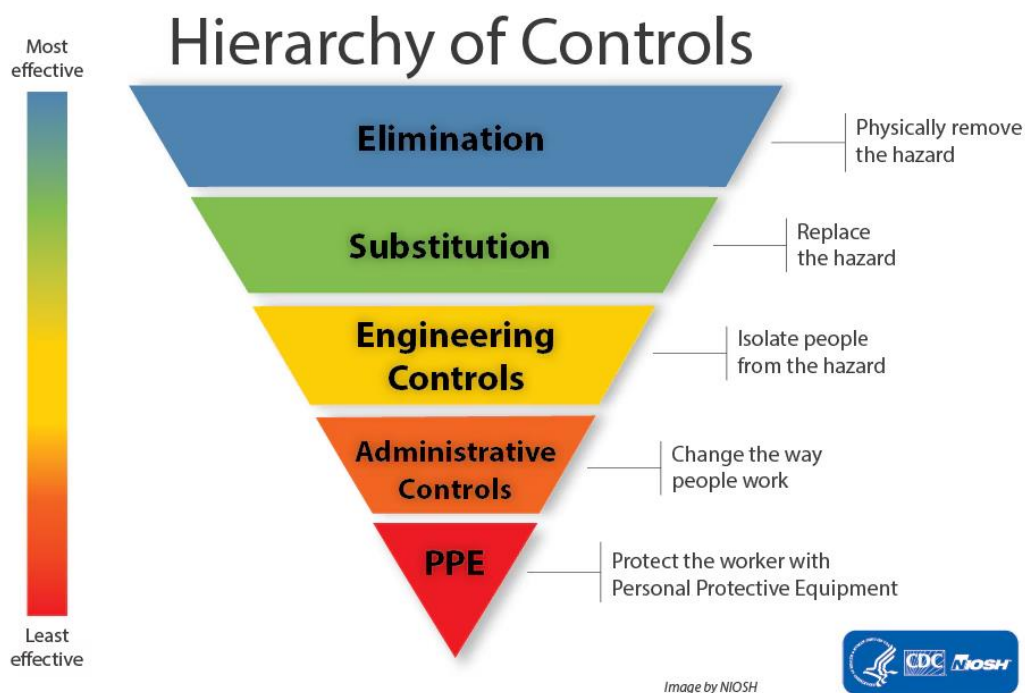 Hierarchy of Controls
Most
effective
Elimination
Physically remove
the hazard
Substitution
Replace
the hazard
Engineering
Controls
Isolate people
from the hazard
Administrative
Controls
Change the way
people work
PPE
Protect the worker with
Personal Protective Equipment
Least
effective
CDC NIOSH
Image by NIOSH